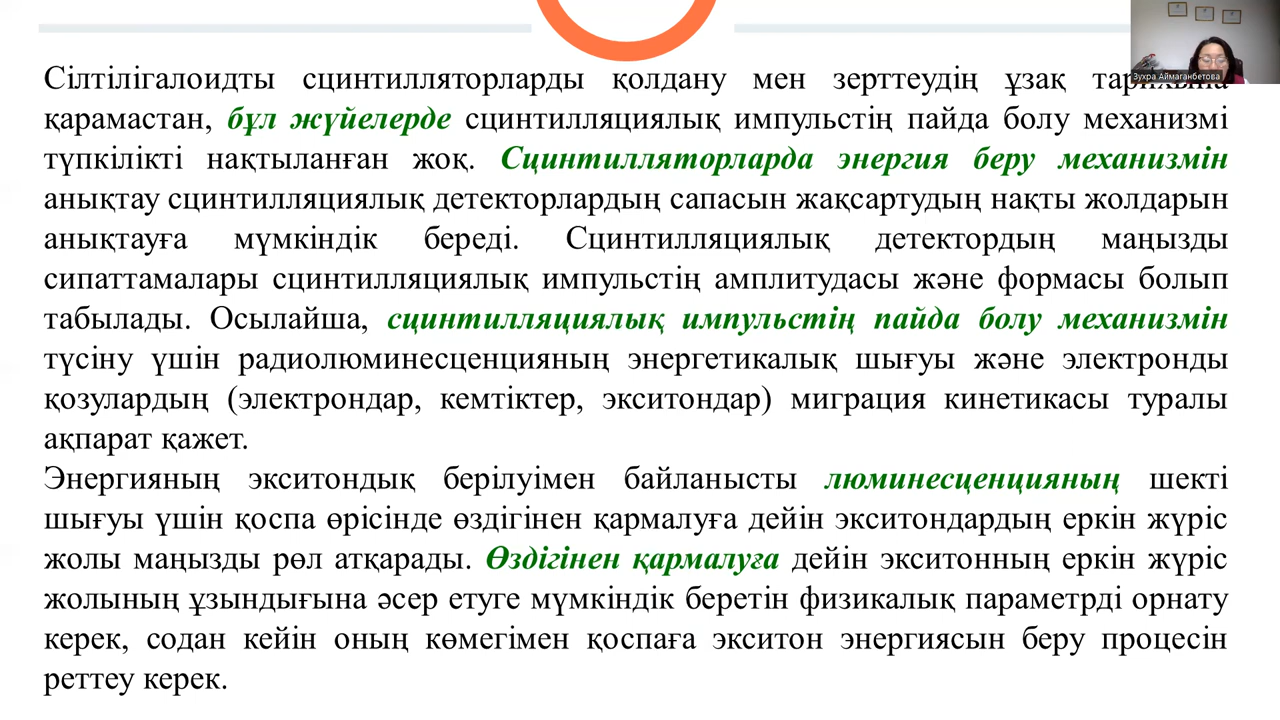 Сілтілігалоидты сцинтилляторларды қолдану мен зерттеудің ұзақ тарихына
қарамастан, бұл жүйелерде сцинтилляциялық импульстің пайда болу механизмі
түпкілікті нақтыланған жоқ. Сцинтилляторларда энергия беру механизмін
анықтау сцинтилляциялық детекторлардың сапасын жақсартудың нақты жолдарын
анықтауға мүмкіндік береді. Сцинтилляциялық детектордың маңызды
сипаттамалары сцинтилляциялық импульстің амплитудасы және формасы болып
табылады. Осылайша, сцинтилляциялық импульстің пайда болу механизмін
түсіну үшін радиолюминесценцияның энергетикалық шығуы және электронды
қозулардың (электрондар, кемтіктер, экситондар) миграция кинетикасы туралы
ақпарат қажет.
Энергияның экситондық берілуімен байланысты люминесценцияның шекті
шығуы үшін қоспа өрісінде өздігінен қармалуға дейін экситондардың еркін жүріс
жолы маңызды рөл атқарады. Өздігінен қармалуға дейін экситонның еркін жүріс
жолының ұзындығына әсер етуге мүмкіндік беретін физикалық параметрді орнату
керек, содан кейін оның көмегімен қоспаға экситон энергиясын беру процесін
реттеу керек.
Зухра Аймаганбетова